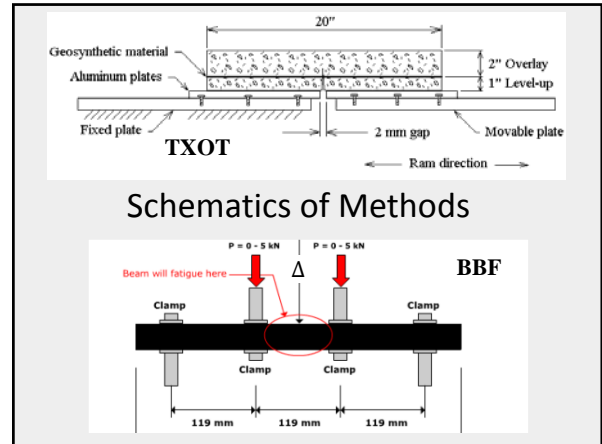 20"
Geosynthetic material
Aluminum plates
2" Overlay
1" Level-up
Fixed plate
TXOT
2 mm gap
Movable plate
Ram direction
Schematics of Methods
P = 0 - 5 kN
P = 0 - 5 kN
Δ
BBF
Beam will fatigue here
Clamp
Clamp
Clamp
Clamp
119 mm
119 mm
119 mm